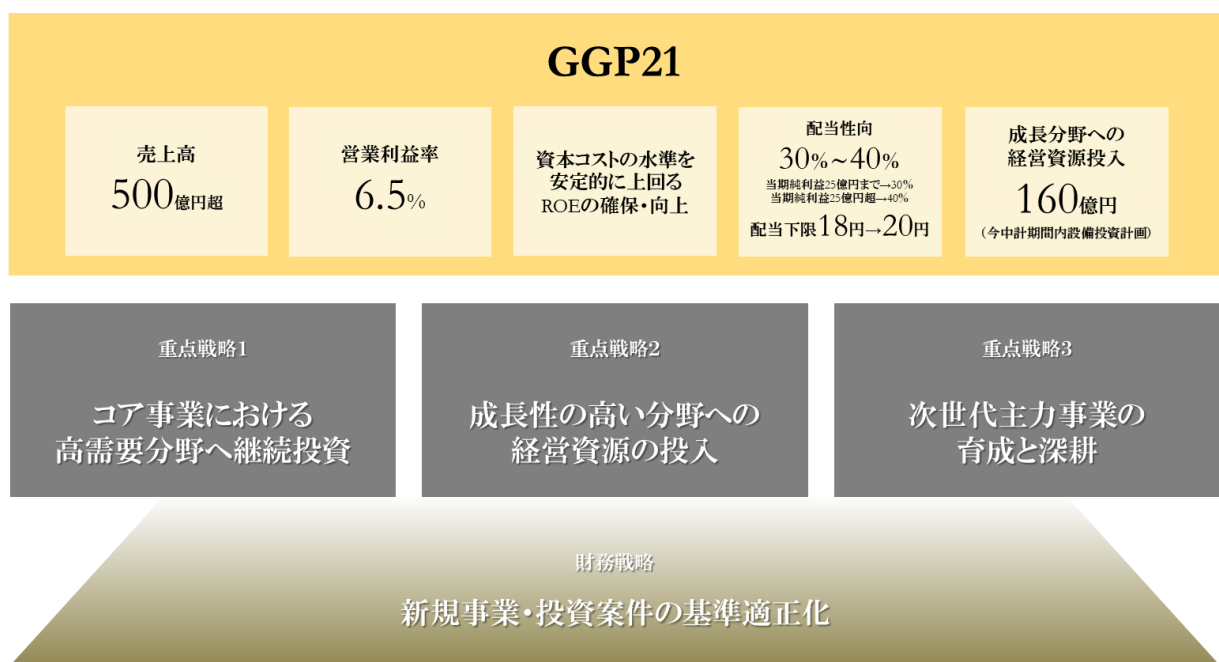 GGP21
売上高
500億円超
営業利益率
6.5%
資本コストの水準を
安定的に上回る
ROEの確保・向上
配当性向
30%~40%
当期純利益25億円まで→30%
当期純利益25億円超→40%
配当下限18円→20円
成長分野への
経営資源投入
160億円
(今中計期間内設備投資計画)
重点戦略1
コア事業における
高需要分野へ継続投資
重点戦略2
成長性の高い分野への
経営資源の投入
重点戦略3
次世代主力事業の
育成と深耕
財務戦略
新規事業・投資案件の基準適正化